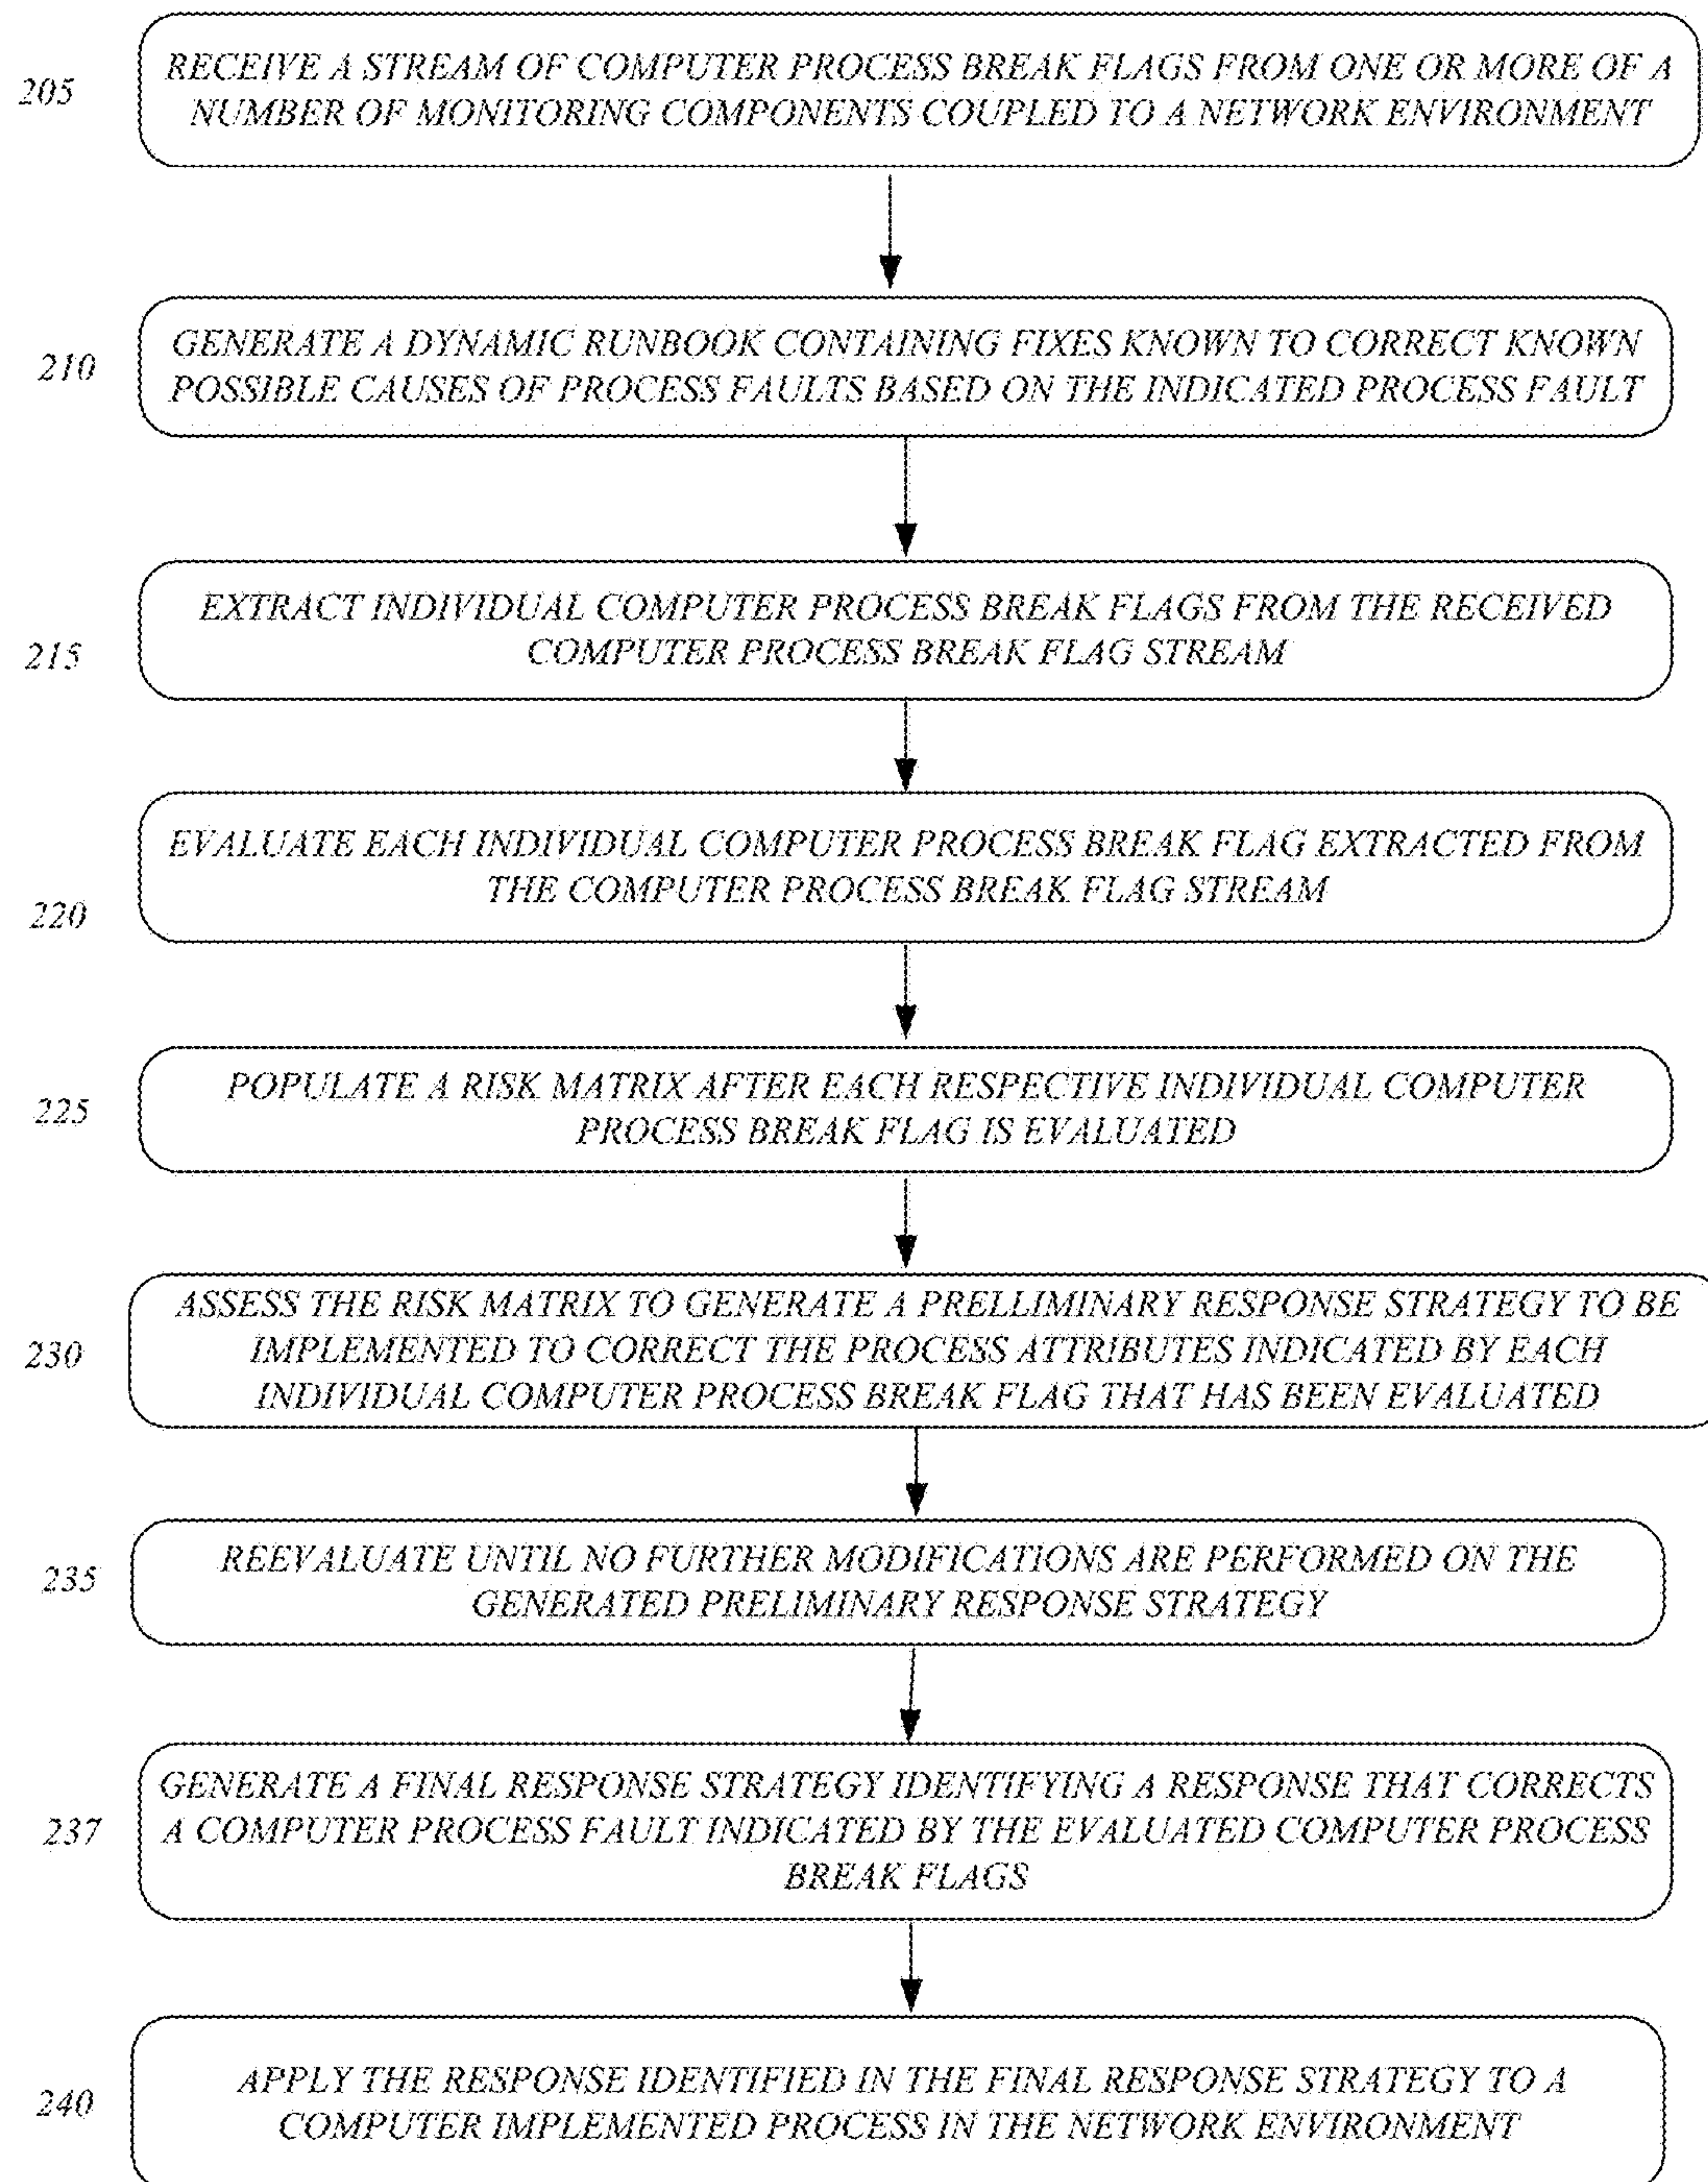 205
RECEIVE A STREAM OF COMPUTER PROCESS BREAK FLAGS FROM ONE OR MORE OF A
NUMBER OF MONITORING COMPONENTS COUPLED TO A NETWORK ENVIRONMENT
210
GENERATE A DYNAMIC RUNBOOK CONTAINING FIXES KNOWN TO CORRECT KNOWN
POSSIBLE CAUSES OF PROCESS FAULTS BASED ON THE INDICATED PROCESS FAULT
215
EXTRACT INDIVIDUAL COMPUTER PROCESS BREAK FLAGS FROM THE RECEIVED
COMPUTER PROCESS BREAK FLAG STREAM
220
EVALUATE EACH INDIVIDUAL COMPUTER PROCESS BREAK FLAG EXTRACTED FROM
THE COMPUTER PROCESS BREAK FLAG STREAM
225
POPULATE A RISK MATRIX AFTER EACH RESPECTIVE INDIVIDUAL COMPUTER
PROCESS BREAK FLAG IS EVALUATED
230
ASSESS THE RISK MATRIX TO GENERATE A PRELLIMINARY RESPONSE STRATEGY TO BE
IMPLEMENTED TO CORRECT THE PROCESS ATTRIBUTES INDICATED BY EACH
INDIVIDUAL COMPUTER PROCESS BREAK FLAG THAT HAS BEEN EVALUATED
235
REEVALUATE UNTIL NO FURTHER MODIFICATIONS ARE PERFORMED ON THE
GENERATED PRELIMINARY RESPONSE STRATEGY
237
GENERATE A FINAL RESPONSE STRATEGY IDENTIFYING A RESPONSE THAT CORRECTS
A COMPUTER PROCESS FAULT INDICATED BY THE EVALUATED COMPUTER PROCESS
BREAK FLAGS
240
APPLY THE RESPONSE IDENTIFIED IN THE FINAL RESPONSE STRATEGY TO A
COMPUTER IMPLEMENTED PROCESS IN THE NETWORK ENVIRONMENT